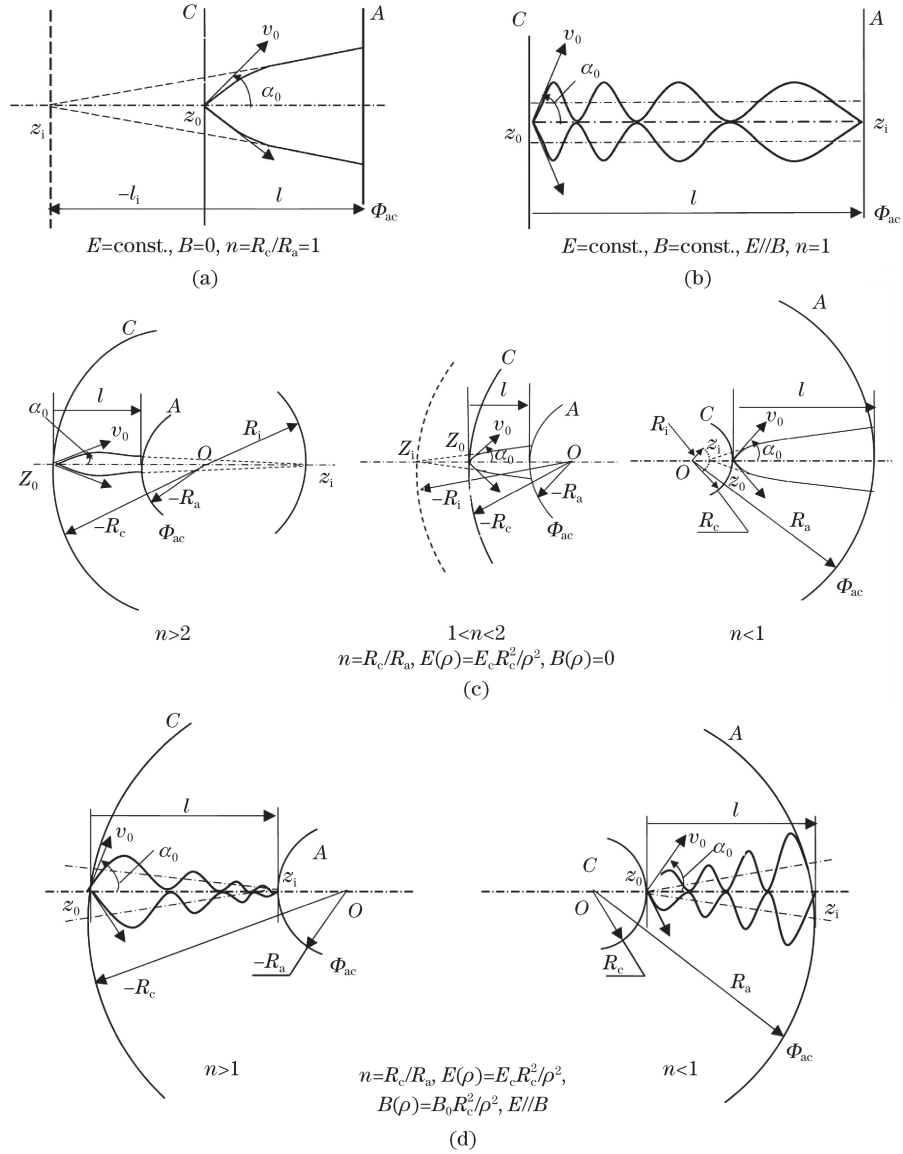 C
A
v₀
α₀
zᵢ
z₀
−lᵢ
l
Φac
E=const., B=0, n=Rc/Ra=1
(a)
C
A
v₀
α₀
z₀
zᵢ
l
Φac
E=const., B=const., E//B, n=1
(b)
C
α₀
l
A
v₀
O
Rᵢ
Z₀
zᵢ
−Ra
−Rc
Φac
n>2
C
l
A
Zᵢ
Z₀
v₀
α₀
O
−Rᵢ
−Ra
−Rc
Φac
1<n<2
A
l
C
v₀
Rᵢ
zᵢ
α₀
O
z₀
Rc
Ra
Φac
n<1
n=Rc/Ra, E(ρ)=EcRc²/ρ², B(ρ)=0
(c)
C
l
v₀
α₀
A
z₀
zᵢ
O
−Ra
−Rc
Φac
n>1
A
l
v₀
α₀
C
z₀
O
zᵢ
Rc
Ra
Φac
n<1
n=Rc/Ra, E(ρ)=EcRc²/ρ²,
B(ρ)=B₀Rc²/ρ², E//B
(d)